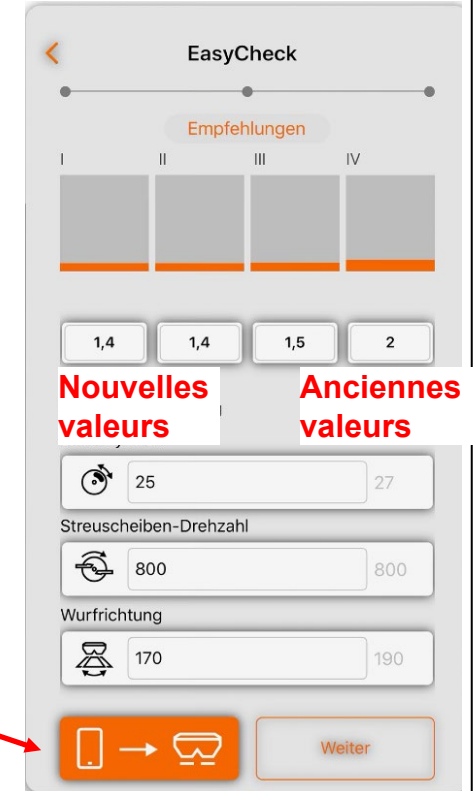 EasyCheck
Empfehlungen
I II III IV
1,4 1,4 1,5 2
Nouvelles Anciennes
valeurs valeurs
25 27
Streuscheiben-Drehzahl
800 800
Wurfrichtung
170 190
Weiter